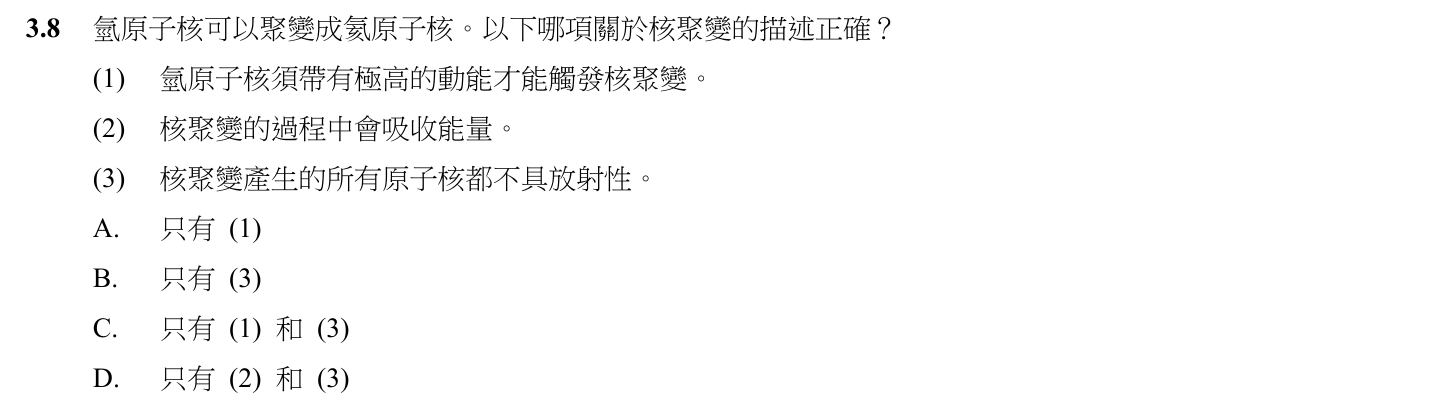 3.8 氫原子核可以聚變成氦原子核。以下哪項關於核聚變的描述正確？
(1) 氫原子核須帶有極高的動能才能觸發核聚變。
(2) 核聚變的過程中會吸收能量。
(3) 核聚變產生的所有原子核都不具放射性。
A. 只有 (1)
B. 只有 (3)
C. 只有 (1) 和 (3)
D. 只有 (2) 和 (3)